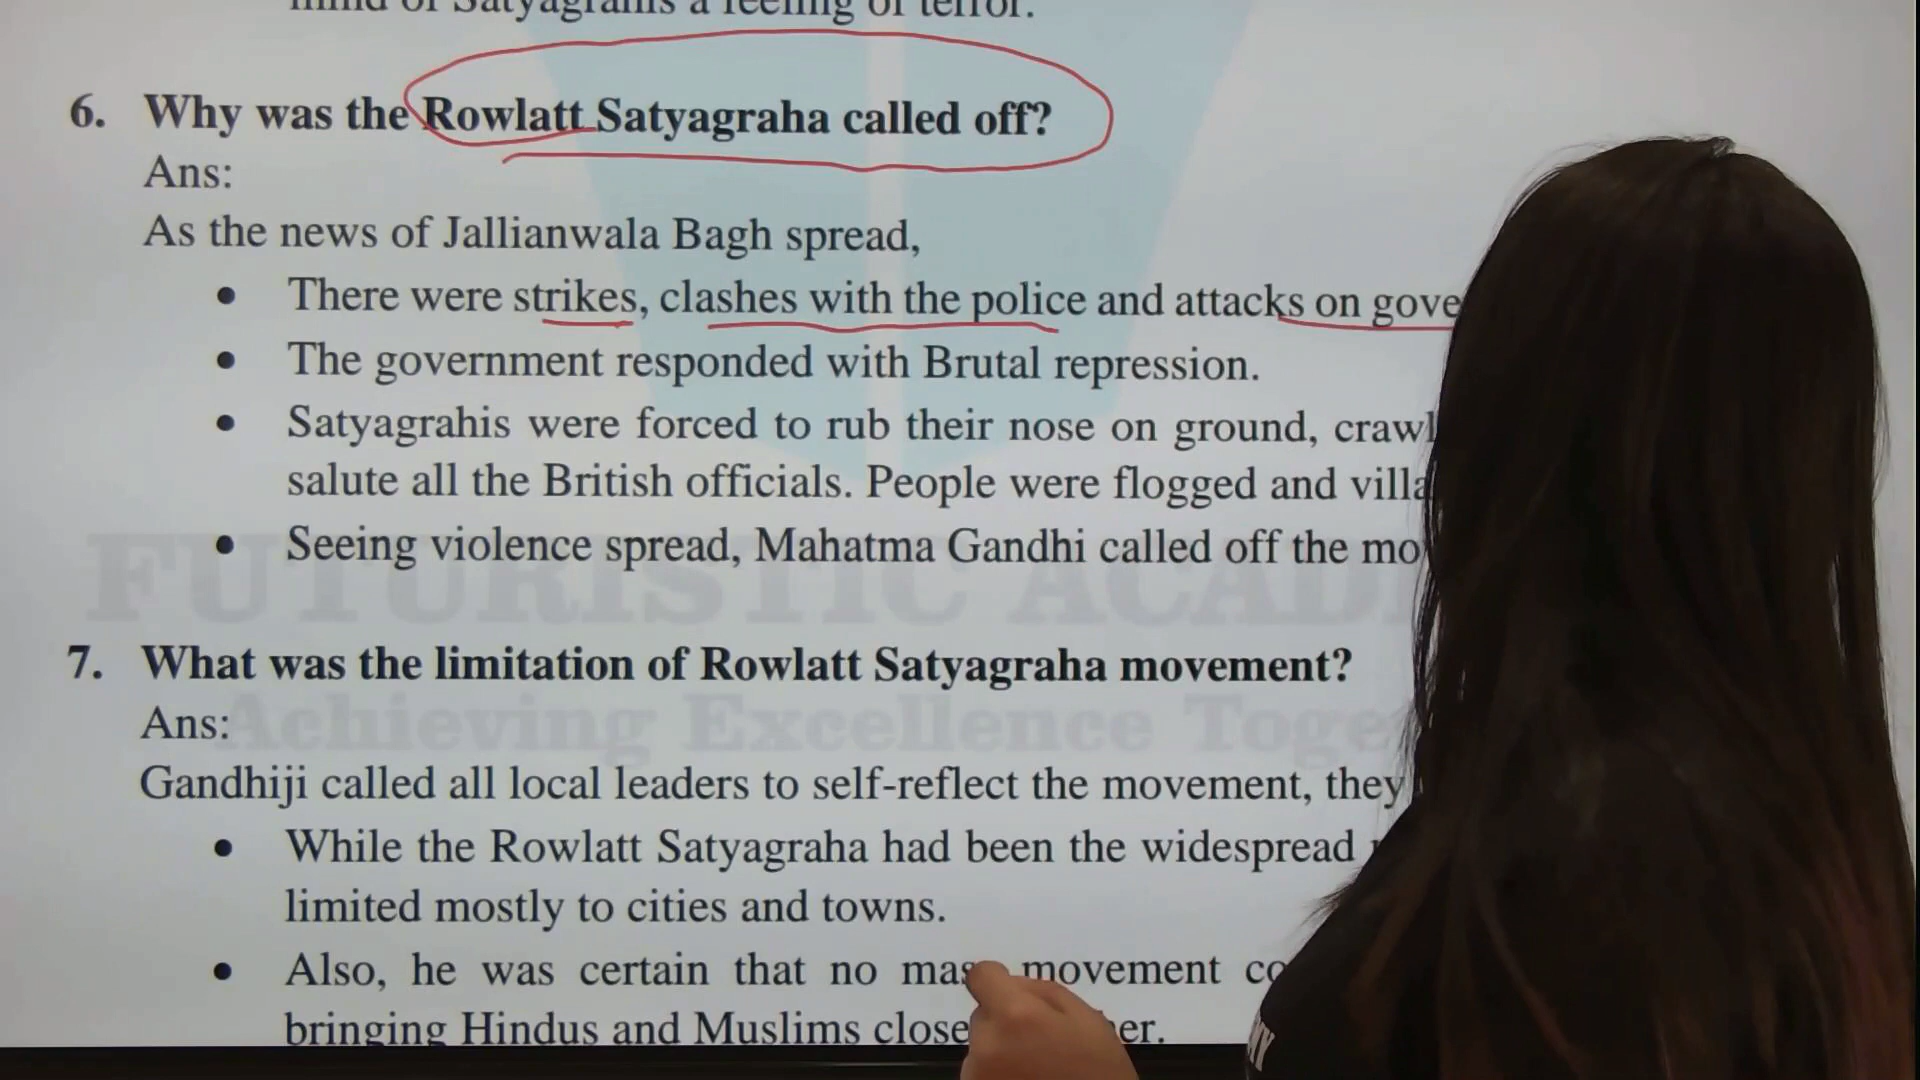 mind of Satyagrahis a feeling of terror.
6. Why was the Rowlatt Satyagraha called off?
Ans:
As the news of Jallianwala Bagh spread,
• There were strikes, clashes with the police and attacks on gove
• The government responded with Brutal repression.
• Satyagrahis were forced to rub their nose on ground, crawl
salute all the British officials. People were flogged and villa
• Seeing violence spread, Mahatma Gandhi called off the mo
FUTURISTIC ACAD
7. What was the limitation of Rowlatt Satyagraha movement?
Achieving Excellence Toge
Ans:
Gandhiji called all local leaders to self-reflect the movement, they
• While the Rowlatt Satyagraha had been the widespread
limited mostly to cities and towns.
• Also, he was certain that no mass movement co
bringing Hindus and Muslims close er.